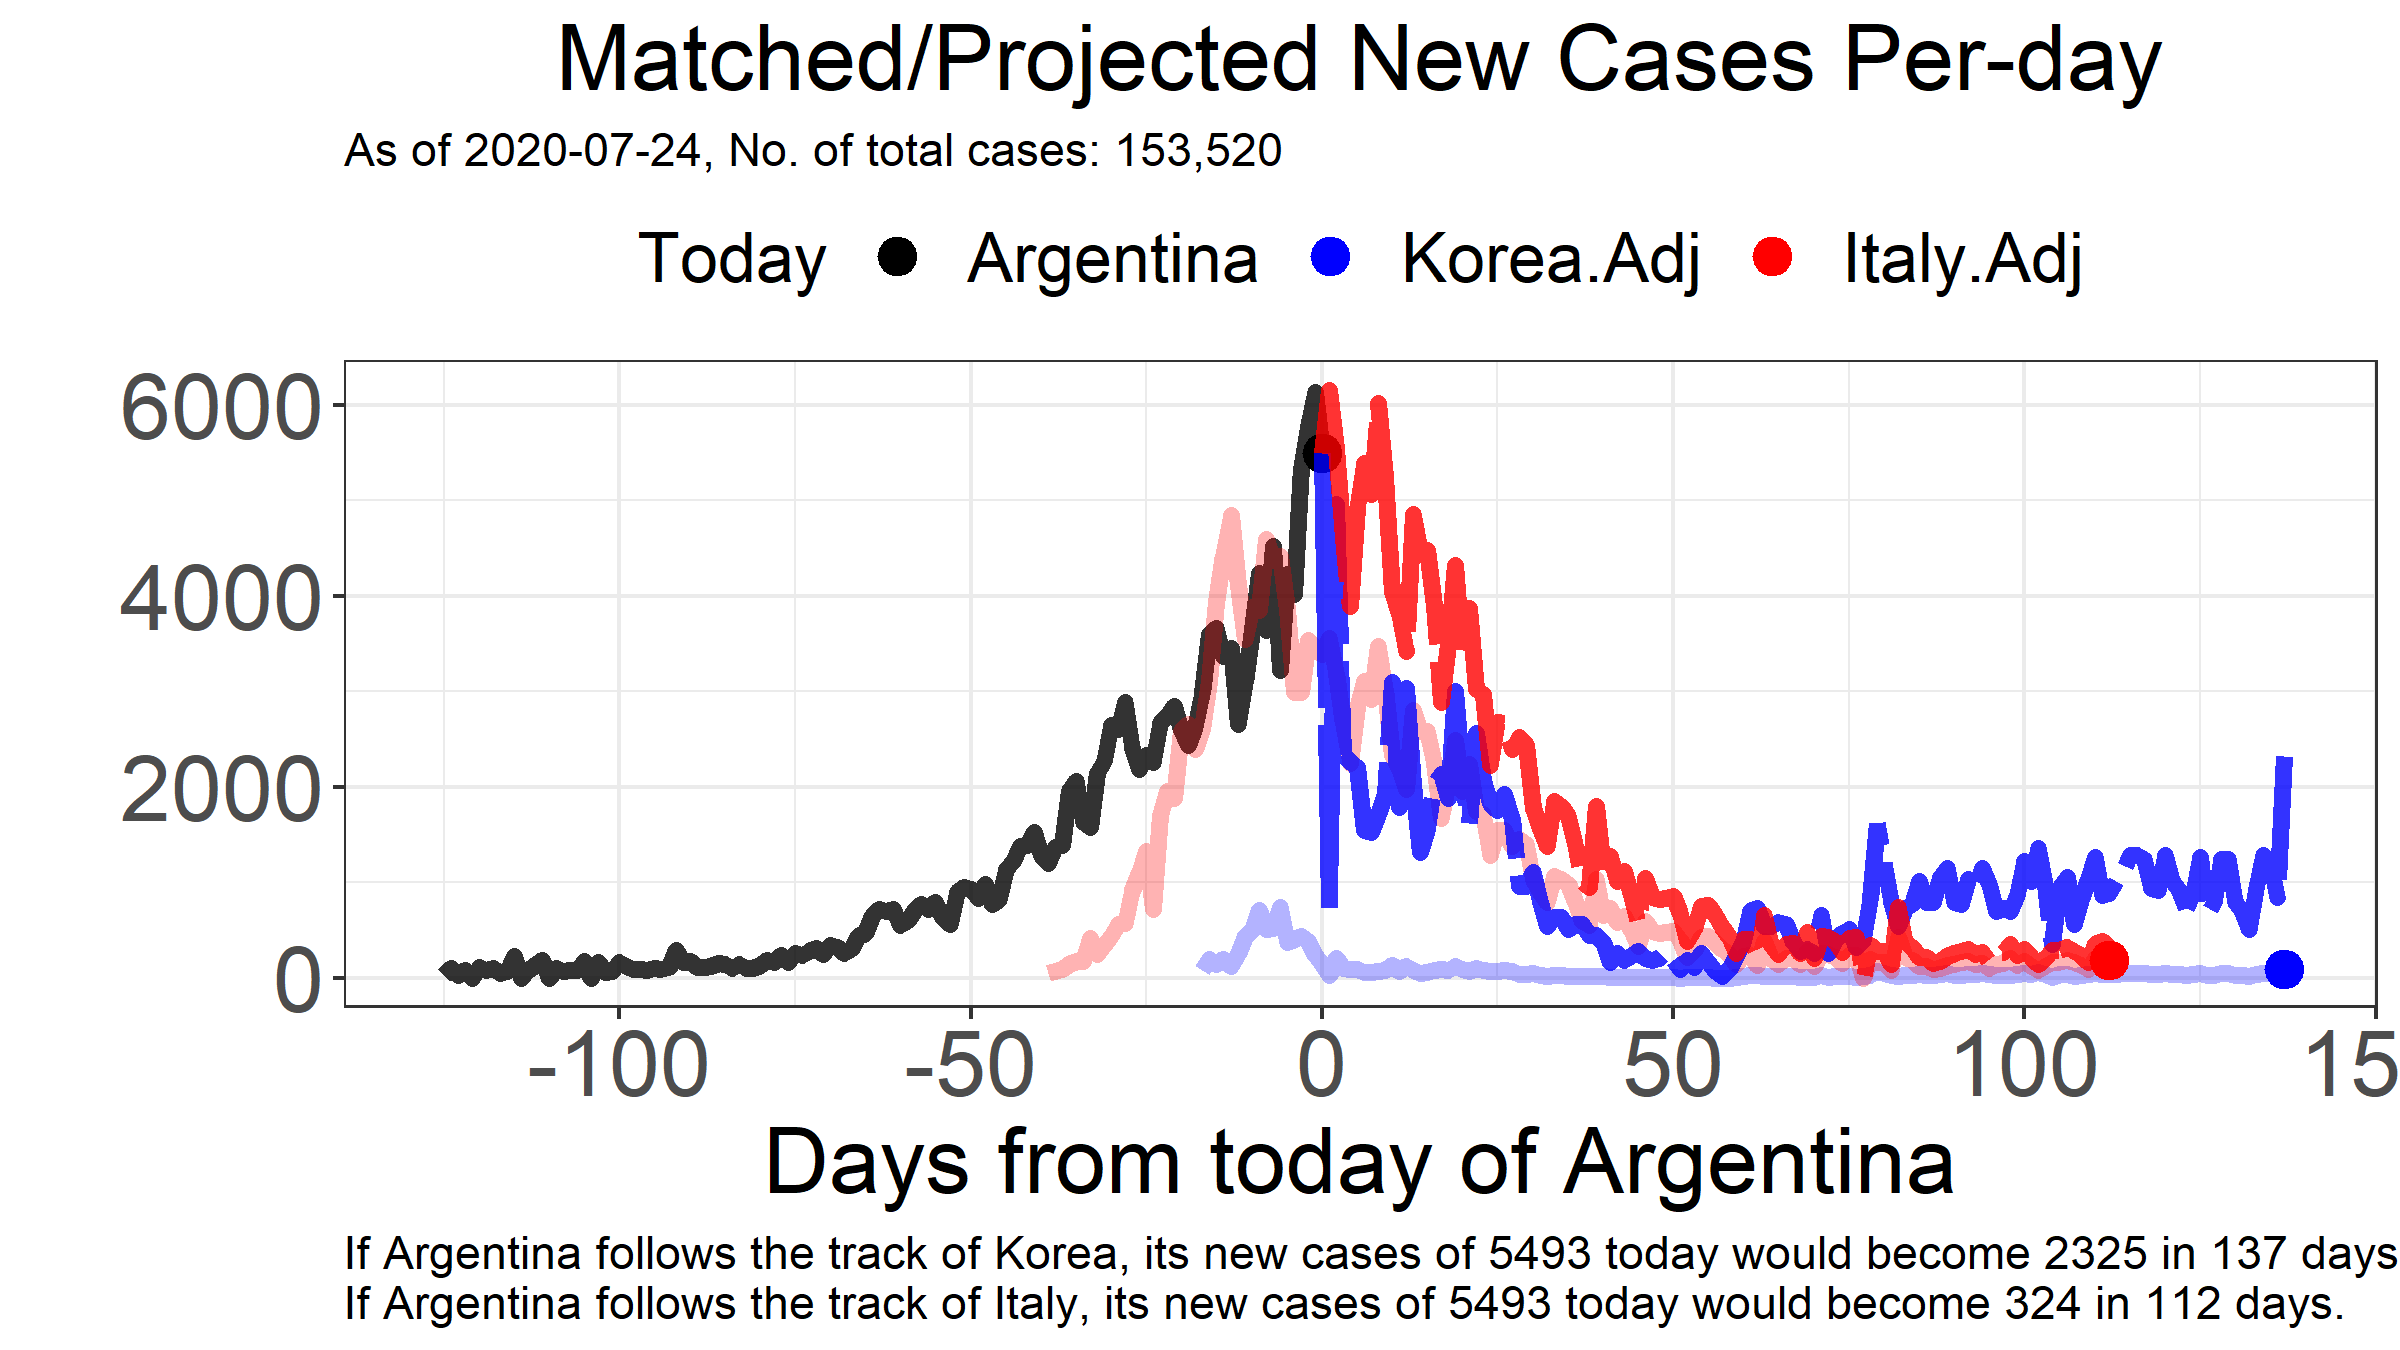 Matched/Projected New Cases Per-day
As of 2020-07-24, No. of total cases: 153,520
Today Argentina Korea.Adj Italy.Adj
6000
4000
2000
0
-100 -50 0 50 100 15
Days from today of Argentina
If Argentina follows the track of Korea, its new cases of 5493 today would become 2325 in 137 days
If Argentina follows the track of Italy, its new cases of 5493 today would become 324 in 112 days.